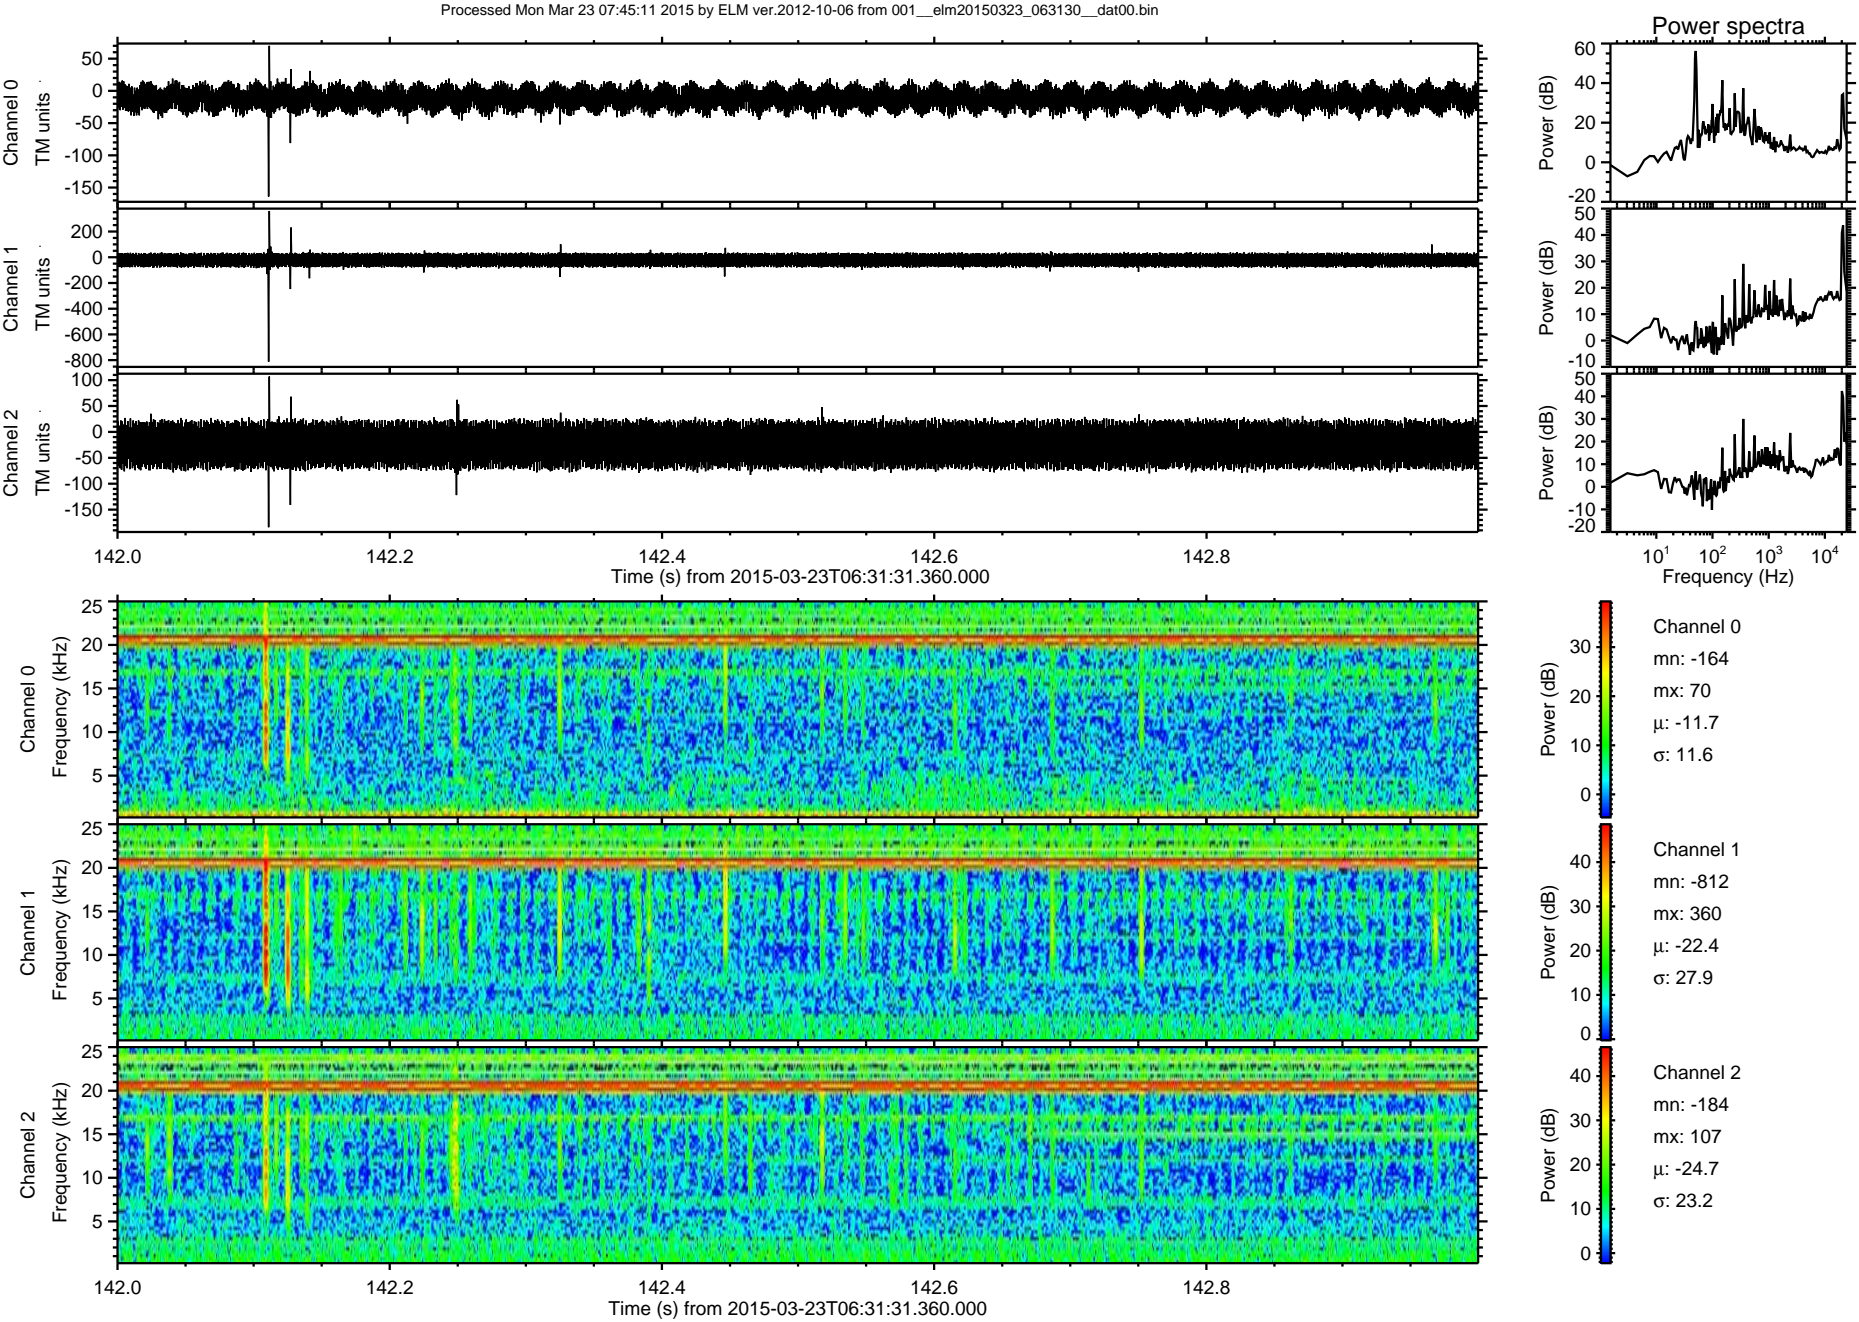 Processed Mon Mar 23 07:45:11 2015 by ELM ver.2012-10-06 from 001__elm20150323_063130__dat00.bin
Power spectra
Channel 0
TM units
50
0
-50
-100
-150
Power (dB)
60
40
20
0
-20
Channel 1
TM units
200
0
-200
-400
-600
-800
Power (dB)
50
40
30
20
10
0
-10
Channel 2
TM units
100
50
0
-50
-100
-150
Power (dB)
50
40
30
20
10
0
-10
-20
142.0 142.2 142.4 142.6 142.8
Time (s) from 2015-03-23T06:31:31.360.000
10¹ 10² 10³ 10⁴
Frequency (Hz)
Channel 0
Frequency (kHz)
25
20
15
10
5
Power (dB)
30
20
10
0
Channel 0
mn: -164
mx: 70
μ: -11.7
σ: 11.6
Channel 1
Frequency (kHz)
25
20
15
10
5
Power (dB)
40
30
20
10
0
Channel 1
mn: -812
mx: 360
μ: -22.4
σ: 27.9
Channel 2
Frequency (kHz)
25
20
15
10
5
Power (dB)
40
30
20
10
0
Channel 2
mn: -184
mx: 107
μ: -24.7
σ: 23.2
142.0 142.2 142.4 142.6 142.8
Time (s) from 2015-03-23T06:31:31.360.000